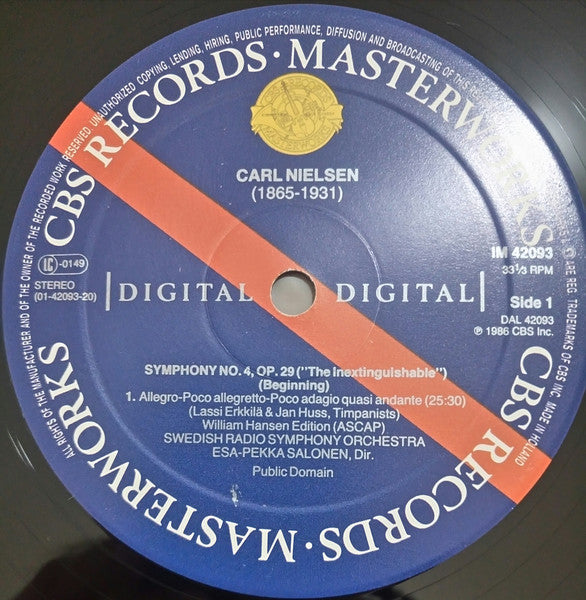 ALL RIGHTS OF THE MANUFACTURER AND OF THE OWNER OF THE RECORDED WORK RESERVED. UNAUTHORIZED COPYING, LENDING, HIRING, PUBLIC PERFORMANCE, DIFFUSION AND BROADCASTING OF THIS
ARE REG. TRADEMARKS OF CBS INC. MADE IN HOLLAND
CBS RECORDS · MASTERWORKS
CBS RECORDS · MASTERWORKS
MASTERWORKS
CARL NIELSEN
(1865-1931)
LC -0149
STEREO
(01-42093-20)
IM 42093
33⅓ RPM
DIGITAL DIGITAL
Side 1
DAL 42093
℗ 1986 CBS Inc.
SYMPHONY NO. 4, OP. 29 ("The Inextinguishable")
(Beginning)
1. Allegro-Poco allegretto-Poco adagio quasi andante (25:30)
(Lassi Erkkilä & Jan Huss, Timpanists)
William Hansen Edition (ASCAP)
SWEDISH RADIO SYMPHONY ORCHESTRA
ESA-PEKKA SALONEN, Dir.
Public Domain